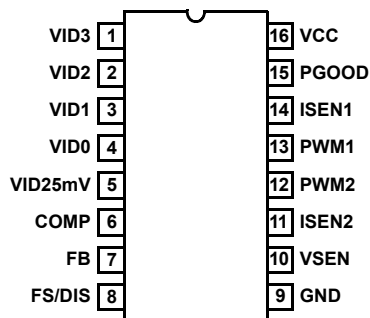 VID3 1 16 VCC
VID2 2 15 PGOOD
VID1 3 14 ISEN1
VID0 4 13 PWM1
VID25mV 5 12 PWM2
COMP 6 11 ISEN2
FB 7 10 VSEN
FS/DIS 8 9 GND